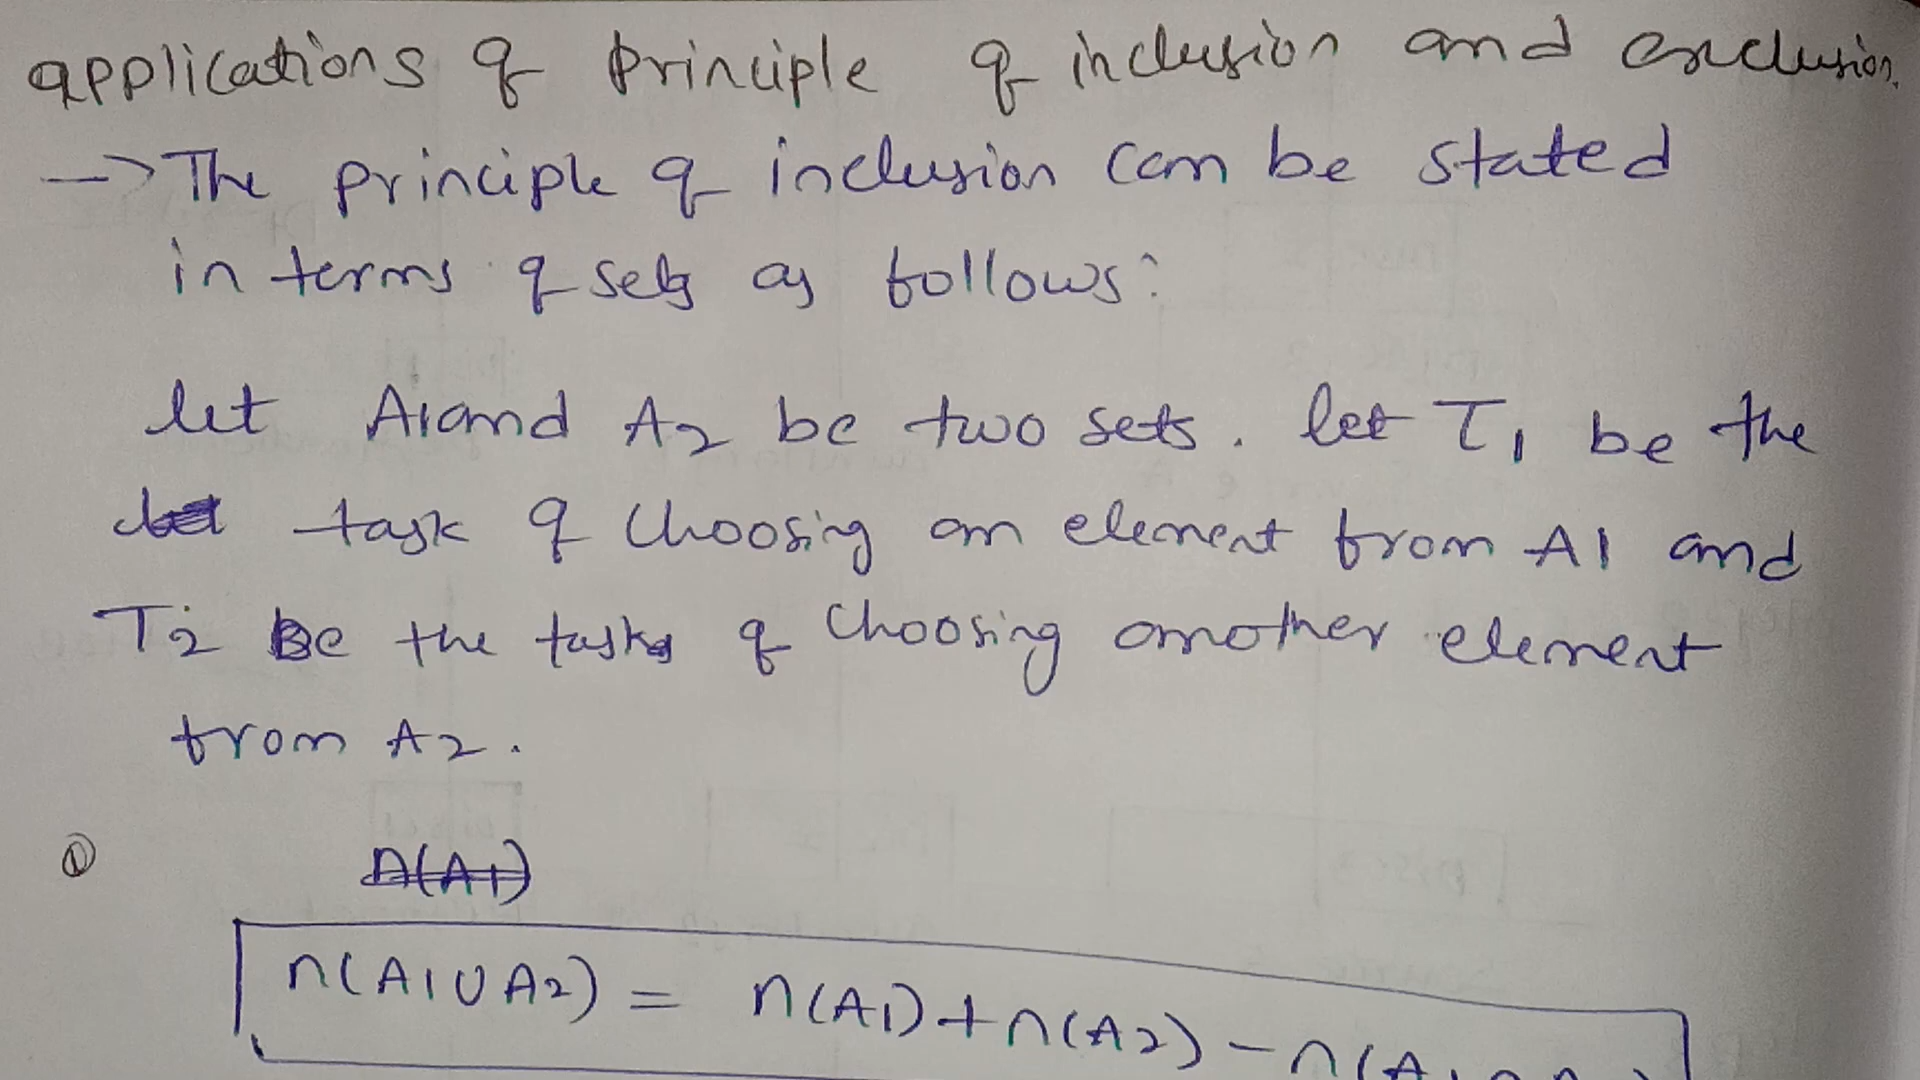 applications of principle of inclusion and exclusion.
→ The principle of inclusion can be stated
in terms of sets as follows:
let A1 and A2 be two sets. let T1 be the
task of choosing an element from A1 and
T2 Be the task of choosing another element
from A2.
①
n(A1)
n(A1 ∪ A2) = n(A1) + n(A2) - n(A1